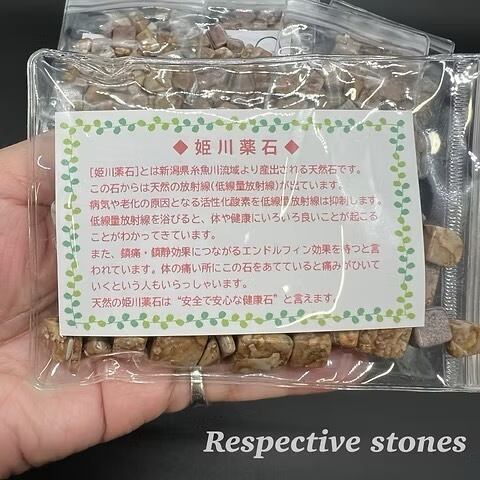 ◆ 姫川薬石 ◆
[姫川薬石]とは新潟県糸魚川流域より産出される天然石です。
この石からは天然の放射線(低線量放射線)が出ています。
病気や老化の原因となる活性化酸素を低線量放射線は抑制します。
低線量放射線を浴びると、体や健康にいろいろ良いことが起こる
ことがわかってきています。
また、鎮痛・鎮静効果につながるエンドルフィン効果を持つと言
われています。体の痛い所にこの石をあてていると痛みがひいて
いくという人もいらっしゃいます。
天然の姫川薬石は“安全で安心な健康石”と言えます。
Respective stones